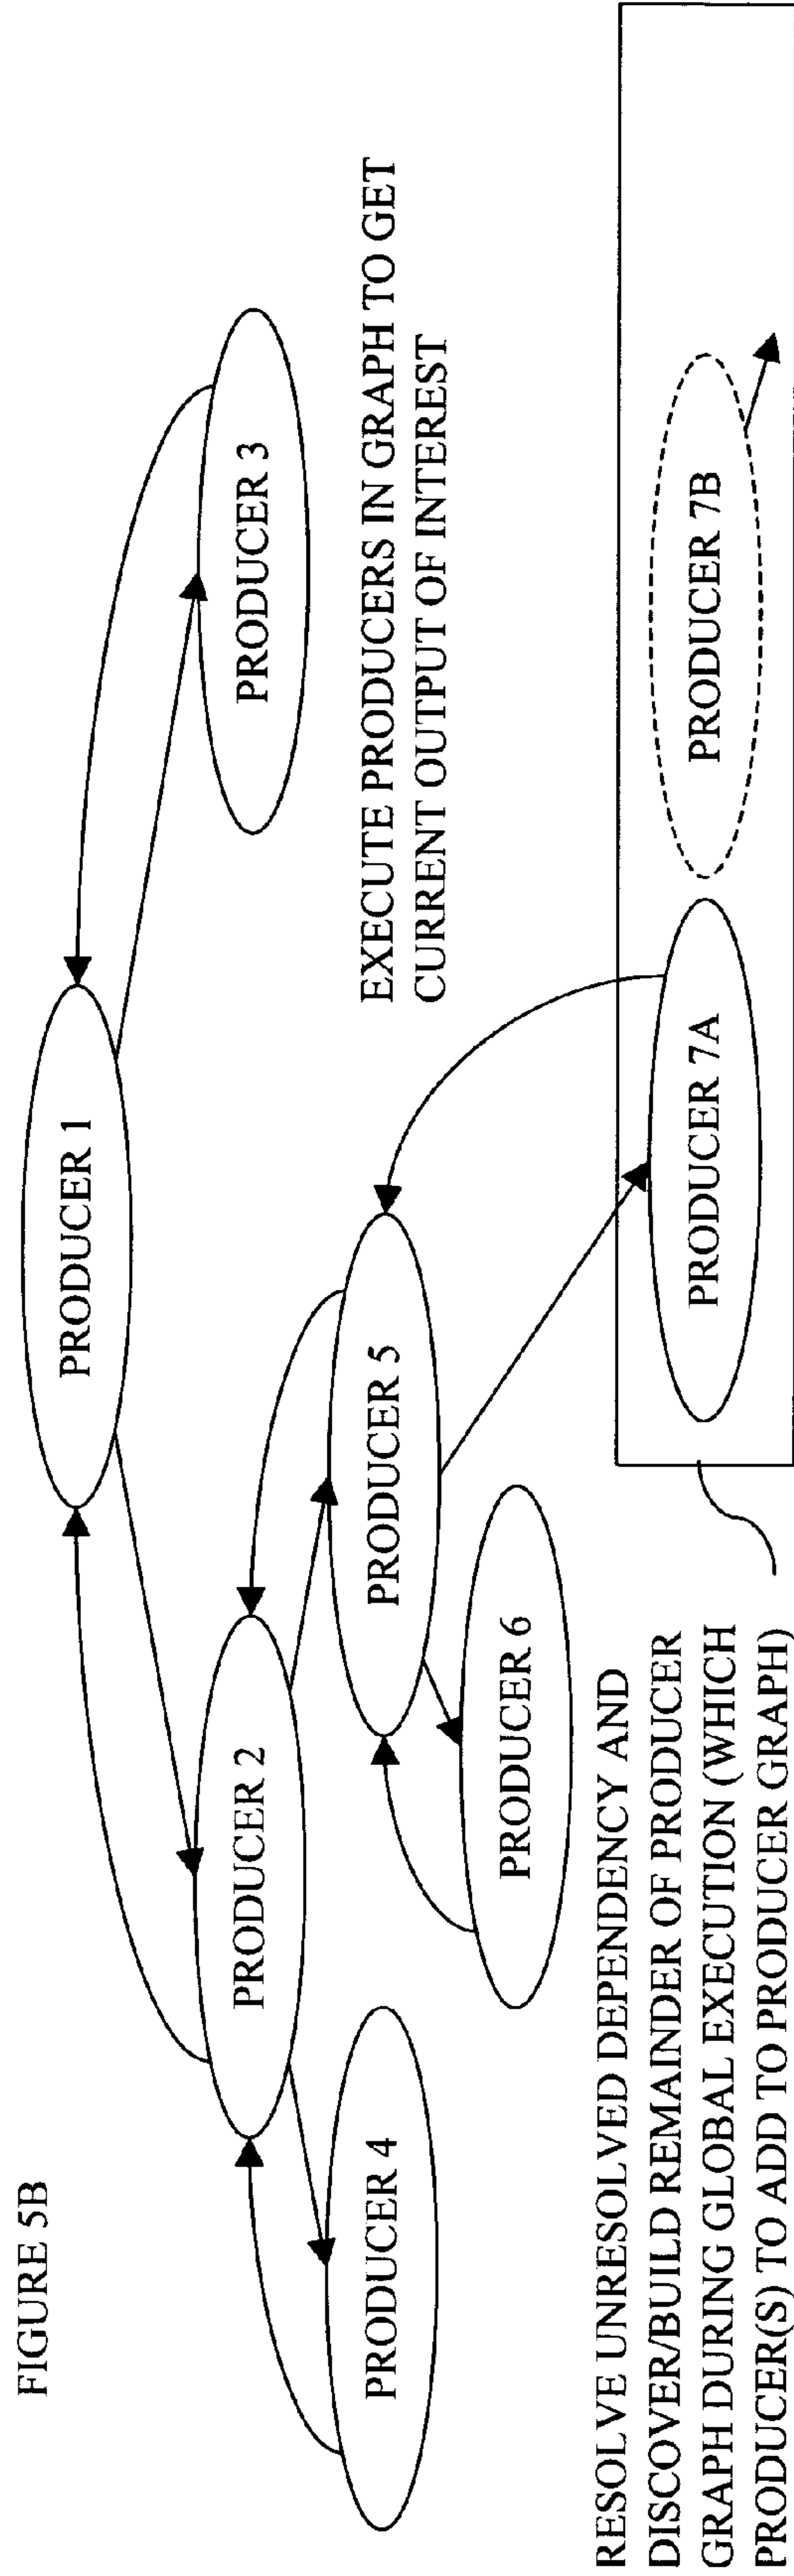 FIGURE 5B
PRODUCER 1
PRODUCER 2
PRODUCER 3
PRODUCER 4
PRODUCER 5
EXECUTE PRODUCERS IN GRAPH TO GET
CURRENT OUTPUT OF INTEREST
PRODUCER 6
RESOLVE UNRESOLVED DEPENDENCY AND
DISCOVER/BUILD REMAINDER OF PRODUCER
GRAPH DURING GLOBAL EXECUTION (WHICH
PRODUCER(S) TO ADD TO PRODUCER GRAPH)
PRODUCER 7A
PRODUCER 7B